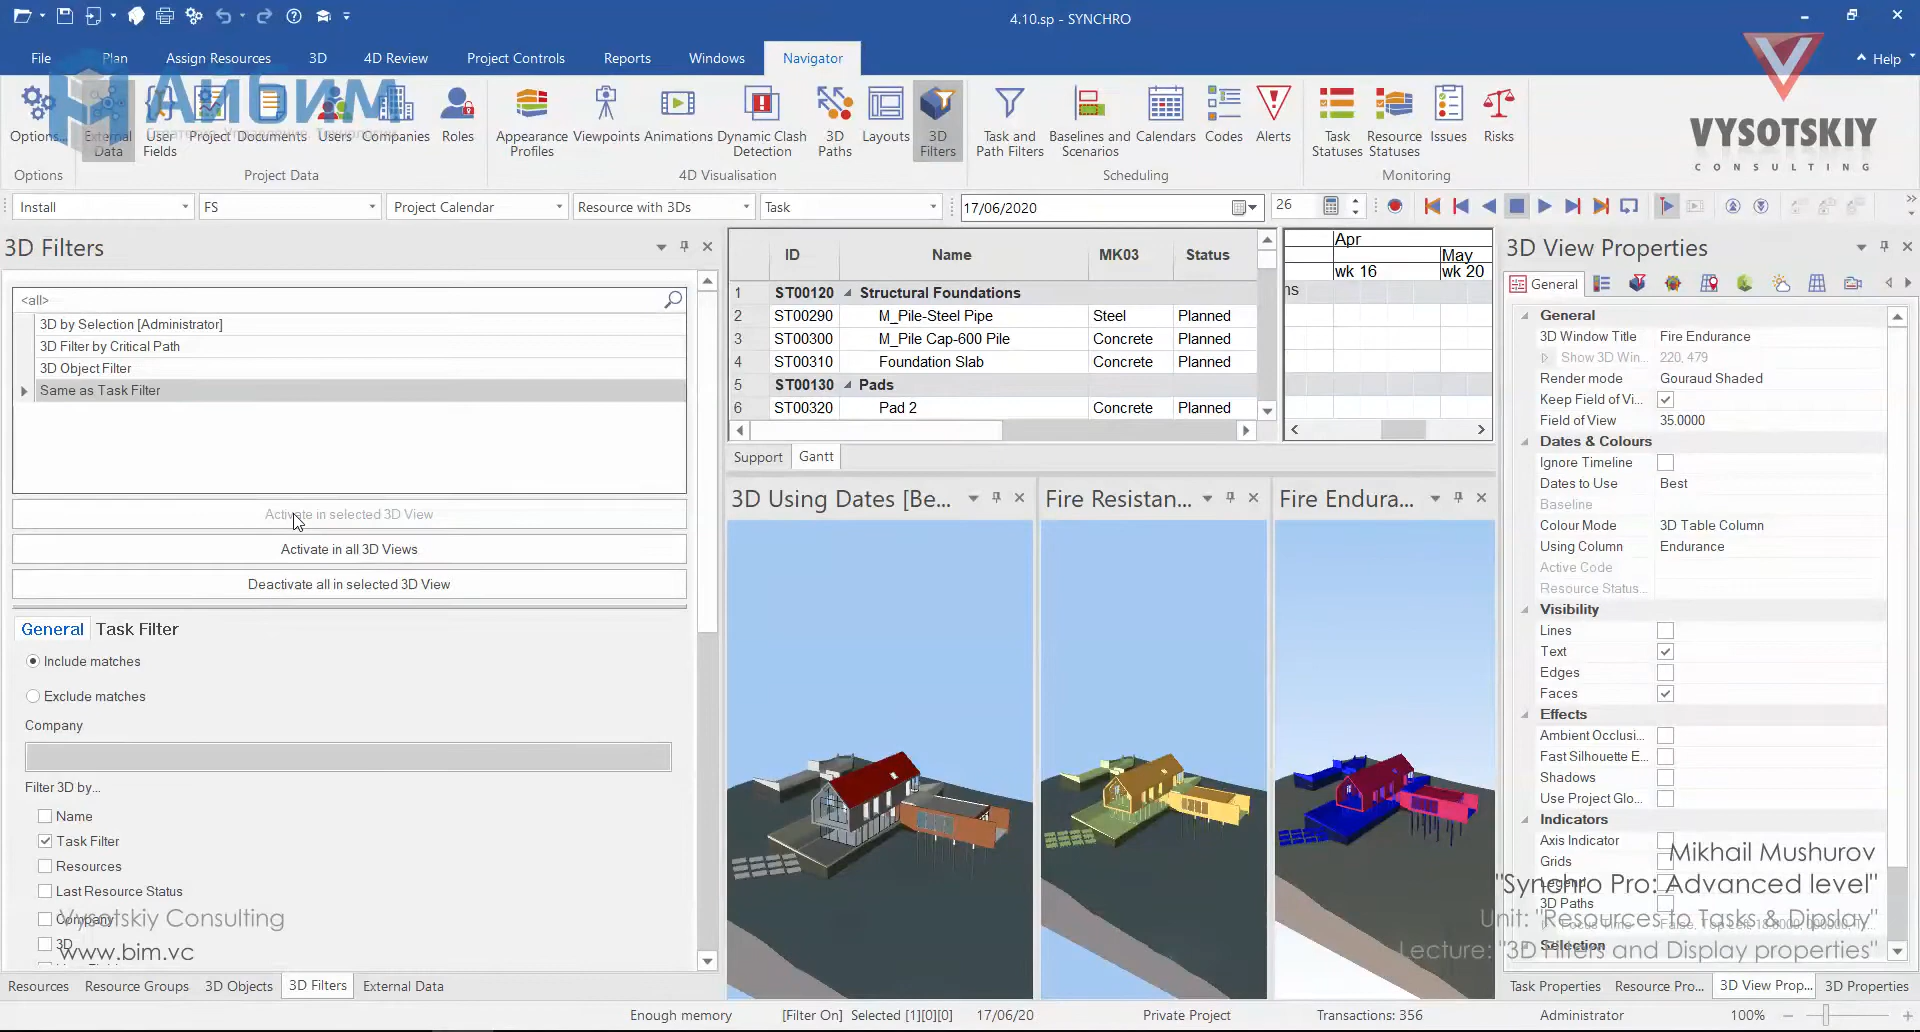 4.10.sp - SYNCHRO
File
Plan
Assign Resources
3D
4D Review
Project Controls
Reports
Windows
Navigator
Help
Айбим
Options...
External Data
User Fields
Project
Documents
Users
Companies
Roles
Appearance Profiles
Viewpoints
Animations
Dynamic Clash Detection
3D Paths
Layouts
3D Filters
Task and Path Filters
Baselines and Scenarios
Calendars
Codes
Alerts
Task Statuses
Resource Statuses
Issues
Risks
VYSOTSKIY
CONSULTING
Options
Project Data
4D Visualisation
Scheduling
Monitoring
Install
FS
Project Calendar
Resource with 3Ds
Task
17/06/2020
26
3D Filters
<all>
3D by Selection [Administrator]
3D Filter by Critical Path
3D Object Filter
Same as Task Filter
Activate in selected 3D View
Activate in all 3D Views
Deactivate all in selected 3D View
General Task Filter
Include matches
Exclude matches
Company
Filter 3D by...
Name
Task Filter
Resources
Last Resource Status
Company
3D
Vysotskiy Consulting
www.bim.vc
Resources
Resource Groups
3D Objects
3D Filters
External Data
ID Name MK03 Status
1 ST00120 Structural Foundations
2 ST00290 M_Pile-Steel Pipe Steel Planned
3 ST00300 M_Pile Cap-600 Pile Concrete Planned
4 ST00310 Foundation Slab Concrete Planned
5 ST00130 Pads
6 ST00320 Pad 2 Concrete Planned
Apr
May
wk 16
wk 20
ns
Support
Gantt
3D Using Dates [Be...
Fire Resistan...
Fire Endura...
3D View Properties
General
General
3D Window Title Fire Endurance
Show 3D Win... 220, 479
Render mode Gouraud Shaded
Keep Field of Vi...
Field of View 35.0000
Dates & Colours
Ignore Timeline
Dates to Use Best
Baseline
Colour Mode 3D Table Column
Using Column Endurance
Active Code
Resource Status...
Visibility
Lines
Text
Edges
Faces
Effects
Ambient Occlusi...
Fast Silhouette E...
Shadows
Use Project Glo...
Indicators
Axis Indicator
Grids
Legend
3D Paths
Focus Time
Selection
Mikhail Mushurov
"Synchro Pro: Advanced level"
Unit: "Resources to Tasks & Dipslay"
Lecture: "3D Filters and Display properties"
Task Properties
Resource Pro...
3D View Prop...
3D Properties
Enough memory
[Filter On]
Selected [1][0][0]
17/06/20
Private Project
Transactions: 356
Administrator
100%